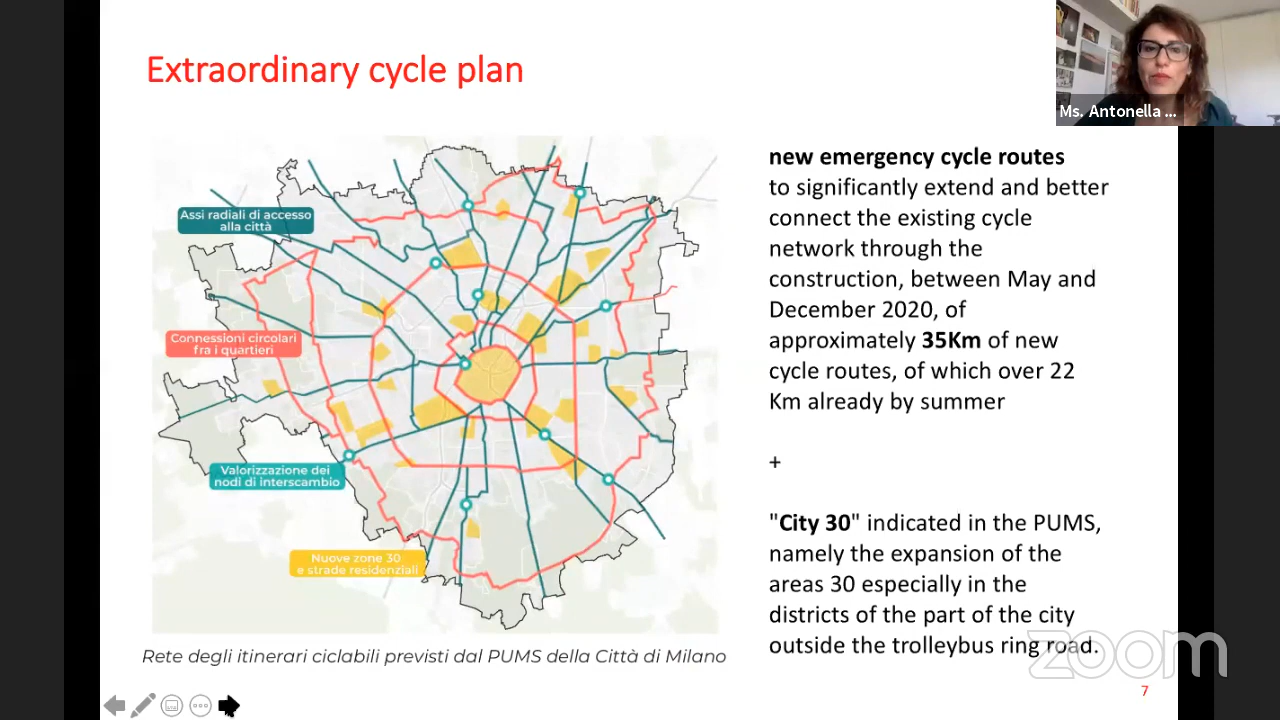 Extraordinary cycle plan
Ms. Antonella ...
Assi radiali di accesso
alla città
Connessioni circolari
fra i quartieri
Valorizzazione dei
nodi di interscambio
Nuove zone 30
e strade residenziali
Rete degli itinerari ciclabili previsti dal PUMS della Città di Milano
new emergency cycle routes
to significantly extend and better
connect the existing cycle
network through the
construction, between May and
December 2020, of
approximately 35Km of new
cycle routes, of which over 22
Km already by summer
+
"City 30" indicated in the PUMS,
namely the expansion of the
areas 30 especially in the
districts of the part of the city
outside the trolleybus ring road.
zoom
7